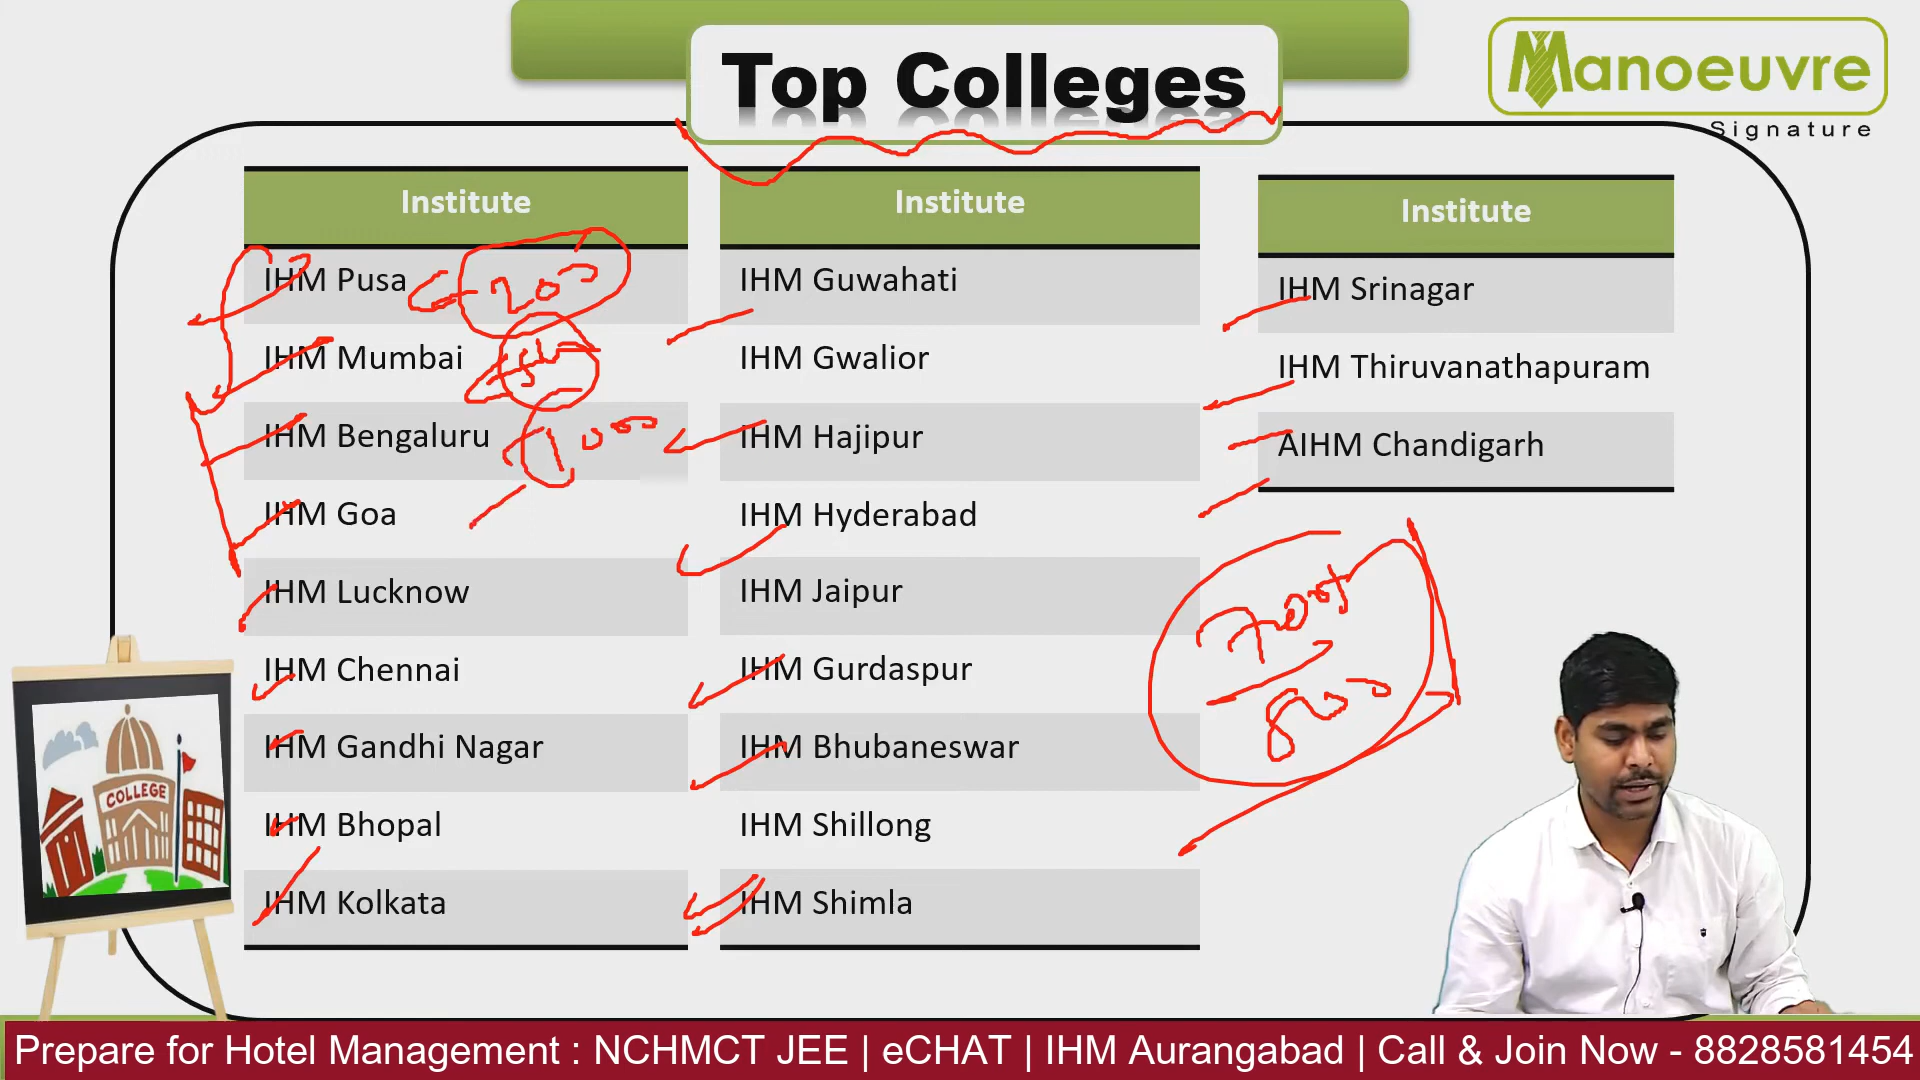 Top Colleges
Manoeuvre
Signature
Institute
IHM Pusa
200
IHM Mumbai
IHM Bengaluru
1000
IHM Goa
IHM Lucknow
IHM Chennai
IHM Gandhi Nagar
IHM Bhopal
IHM Kolkata
Institute
IHM Guwahati
IHM Gwalior
IHM Hajipur
IHM Hyderabad
IHM Jaipur
IHM Gurdaspur
IHM Bhubaneswar
IHM Shillong
IHM Shimla
Institute
IHM Srinagar
IHM Thiruvanathapuram
AIHM Chandigarh
800
COLLEGE
Prepare for Hotel Management : NCHMCT JEE | eCHAT | IHM Aurangabad | Call & Join Now - 8828581454